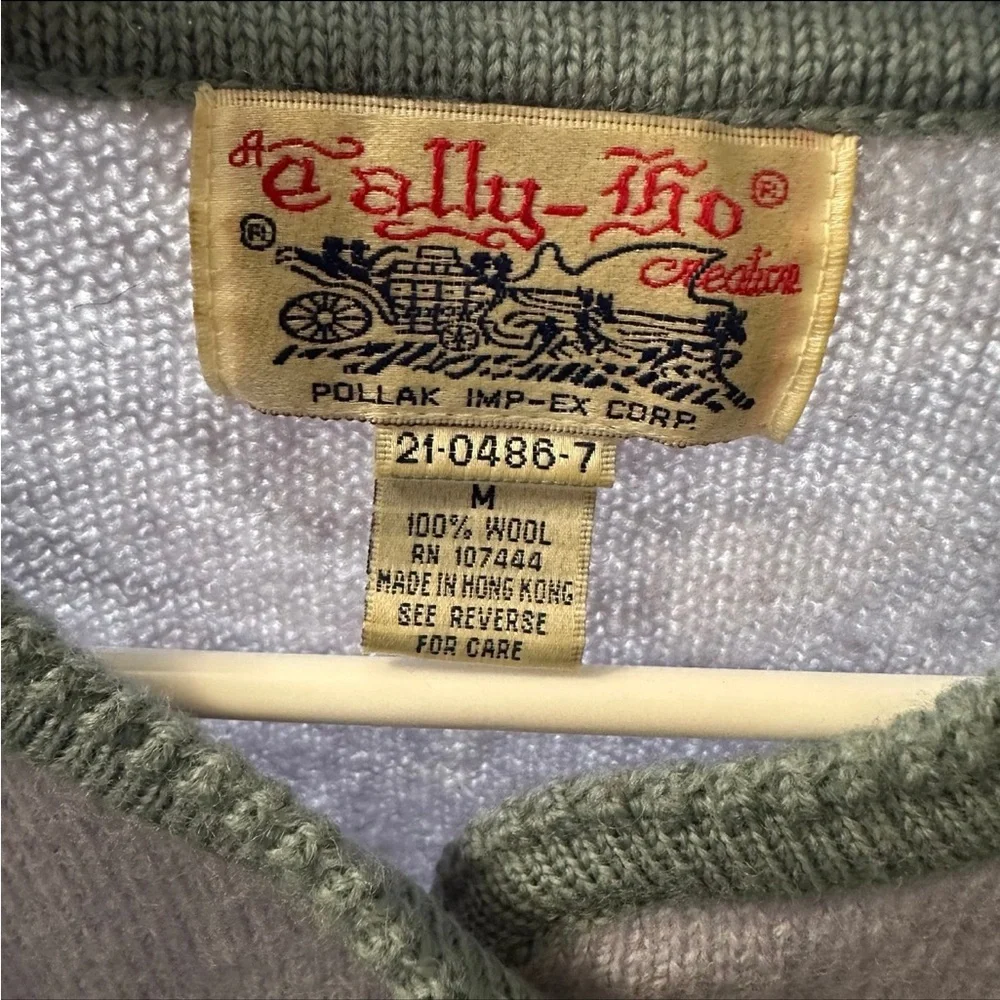 A Tally-Ho ®
® Creation
POLLAK IMP-EX CORP.
21-0486-7
M
100% WOOL
RN 107444
MADE IN HONG KONG
SEE REVERSE
FOR CARE